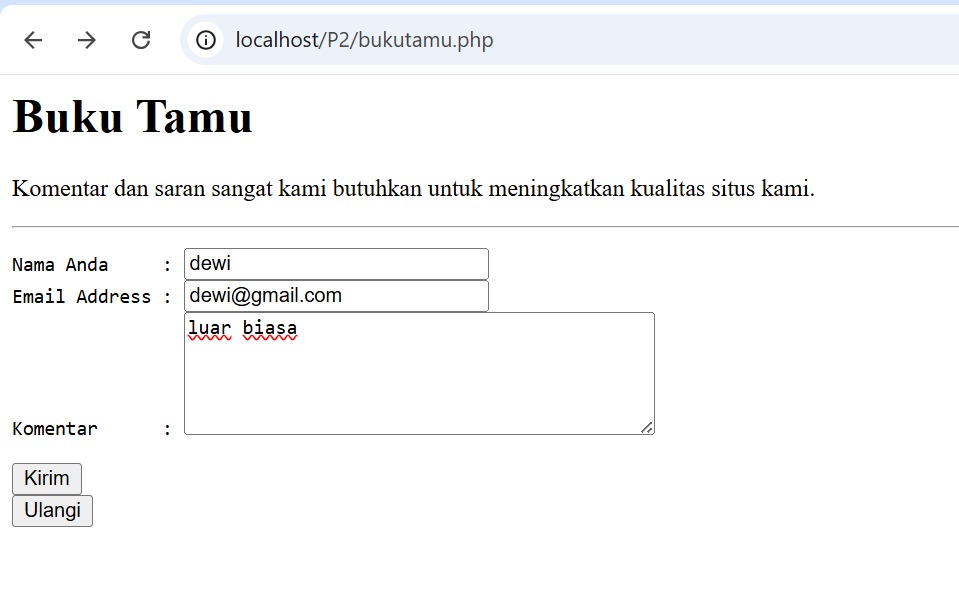 localhost/P2/bukutamu.php
Buku Tamu
Komentar dan saran sangat kami butuhkan untuk meningkatkan kualitas situs kami.
Nama Anda : dewi
Email Address : dewi@gmail.com
luar biasa
Komentar :
Kirim
Ulangi